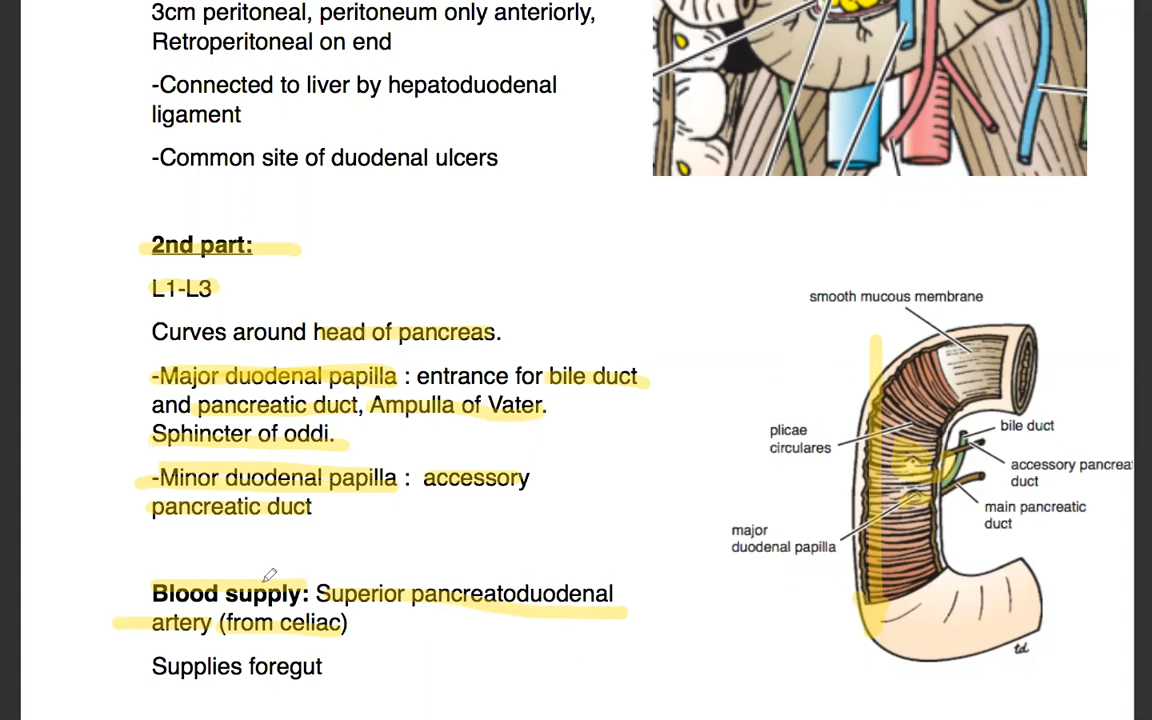 3cm peritoneal, peritoneum only anteriorly,
Retroperitoneal on end
-Connected to liver by hepatoduodenal
ligament
-Common site of duodenal ulcers
2nd part:
L1-L3
Curves around head of pancreas.
-Major duodenal papilla : entrance for bile duct
and pancreatic duct, Ampulla of Vater.
Sphincter of oddi.
-Minor duodenal papilla : accessory
pancreatic duct
Blood supply: Superior pancreatoduodenal
artery (from celiac)
Supplies foregut
smooth mucous membrane
plicae
circulares
bile duct
accessory pancrea
duct
main pancreatic
duct
major
duodenal papilla
td